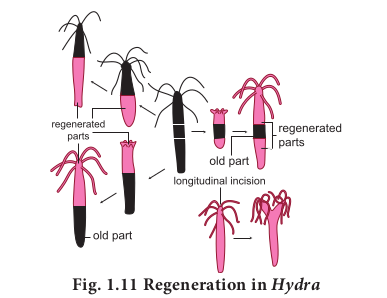 regenerated
parts
regenerated
parts
old part
longitudinal incision
old part
Fig. 1.11 Regeneration in Hydra